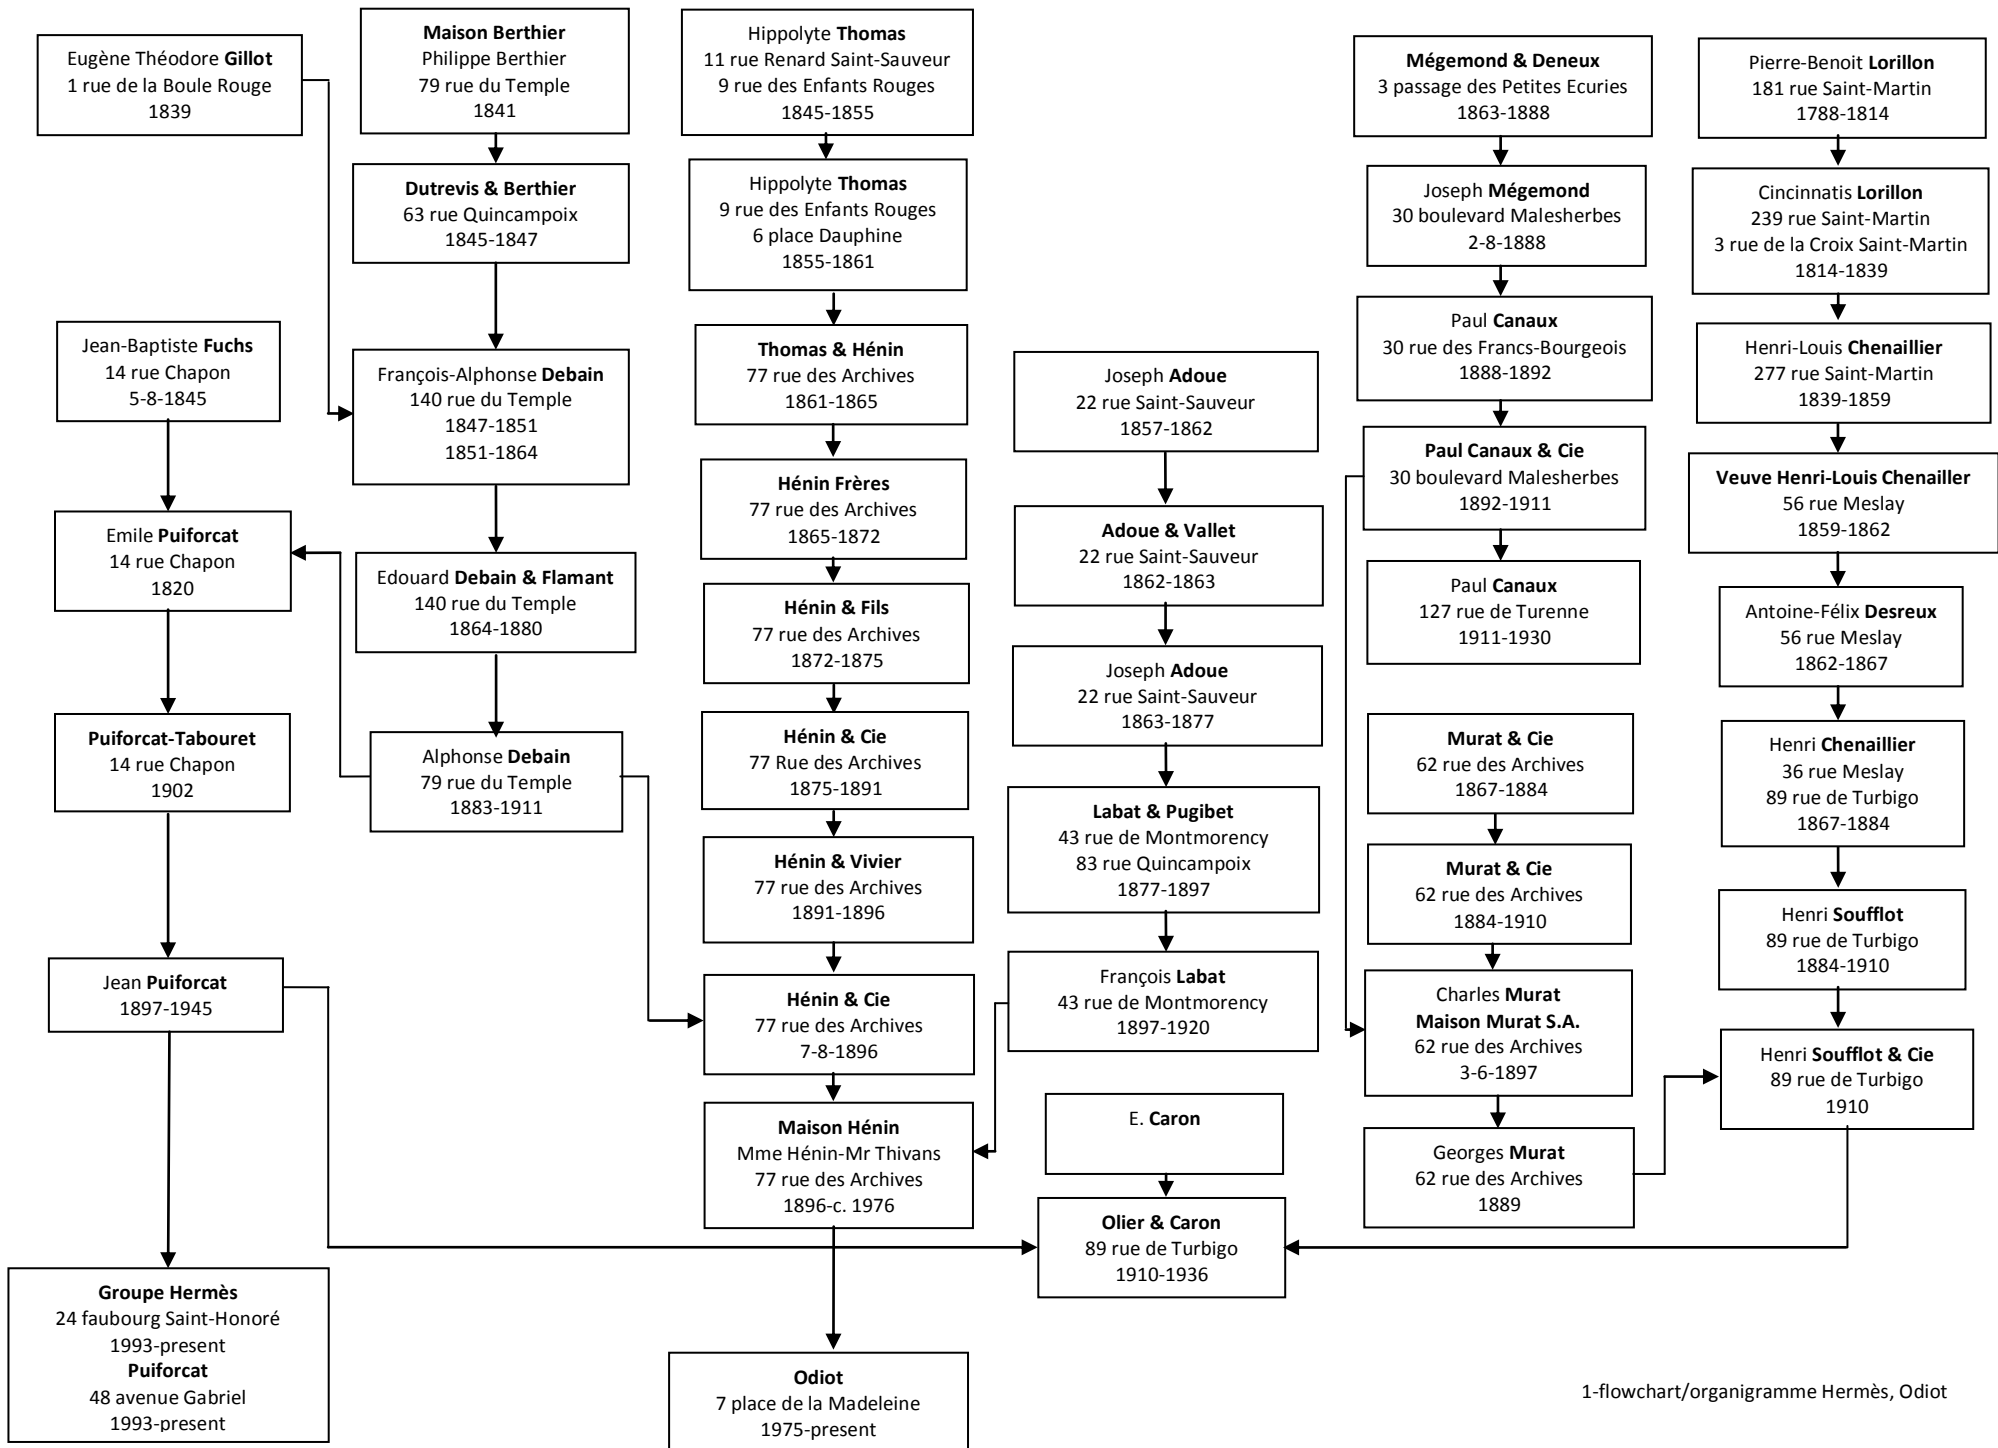 Eugène Théodore Gillot
1 rue de la Boule Rouge
1839
Maison Berthier
Philippe Berthier
79 rue du Temple
1841
Dutrevis & Berthier
63 rue Quincampoix
1845-1847
François-Alphonse Debain
140 rue du Temple
1847-1851
1851-1864
Edouard Debain & Flamant
140 rue du Temple
1864-1880
Alphonse Debain
79 rue du Temple
1883-1911
Jean-Baptiste Fuchs
14 rue Chapon
5-8-1845
Emile Puiforcat
14 rue Chapon
1820
Puiforcat-Tabouret
14 rue Chapon
1902
Jean Puiforcat
1897-1945
Groupe Hermès
24 faubourg Saint-Honoré
1993-present
Puiforcat
48 avenue Gabriel
1993-present
Hippolyte Thomas
11 rue Renard Saint-Sauveur
9 rue des Enfants Rouges
1845-1855
Hippolyte Thomas
9 rue des Enfants Rouges
6 place Dauphine
1855-1861
Thomas & Hénin
77 rue des Archives
1861-1865
Hénin Frères
77 rue des Archives
1865-1872
Hénin & Fils
77 rue des Archives
1872-1875
Hénin & Cie
77 Rue des Archives
1875-1891
Hénin & Vivier
77 rue des Archives
1891-1896
Hénin & Cie
77 rue des Archives
7-8-1896
Maison Hénin
Mme Hénin-Mr Thivans
77 rue des Archives
1896-c. 1976
Odiot
7 place de la Madeleine
1975-present
Joseph Adoue
22 rue Saint-Sauveur
1857-1862
Adoue & Vallet
22 rue Saint-Sauveur
1862-1863
Joseph Adoue
22 rue Saint-Sauveur
1863-1877
Labat & Pugibet
43 rue de Montmorency
83 rue Quincampoix
1877-1897
François Labat
43 rue de Montmorency
1897-1920
E. Caron
Olier & Caron
89 rue de Turbigo
1910-1936
Mégemond & Deneux
3 passage des Petites Ecuries
1863-1888
Joseph Mégemond
30 boulevard Malesherbes
2-8-1888
Paul Canaux
30 rue des Francs-Bourgeois
1888-1892
Paul Canaux & Cie
30 boulevard Malesherbes
1892-1911
Paul Canaux
127 rue de Turenne
1911-1930
Murat & Cie
62 rue des Archives
1867-1884
Murat & Cie
62 rue des Archives
1884-1910
Charles Murat
Maison Murat S.A.
62 rue des Archives
3-6-1897
Georges Murat
62 rue des Archives
1889
Pierre-Benoit Lorillon
181 rue Saint-Martin
1788-1814
Cincinnatis Lorillon
239 rue Saint-Martin
3 rue de la Croix Saint-Martin
1814-1839
Henri-Louis Chenaillier
277 rue Saint-Martin
1839-1859
Veuve Henri-Louis Chenailler
56 rue Meslay
1859-1862
Antoine-Félix Desreux
56 rue Meslay
1862-1867
Henri Chenaillier
36 rue Meslay
89 rue de Turbigo
1867-1884
Henri Soufflot
89 rue de Turbigo
1884-1910
Henri Soufflot & Cie
89 rue de Turbigo
1910
1-flowchart/organigramme Hermès, Odiot